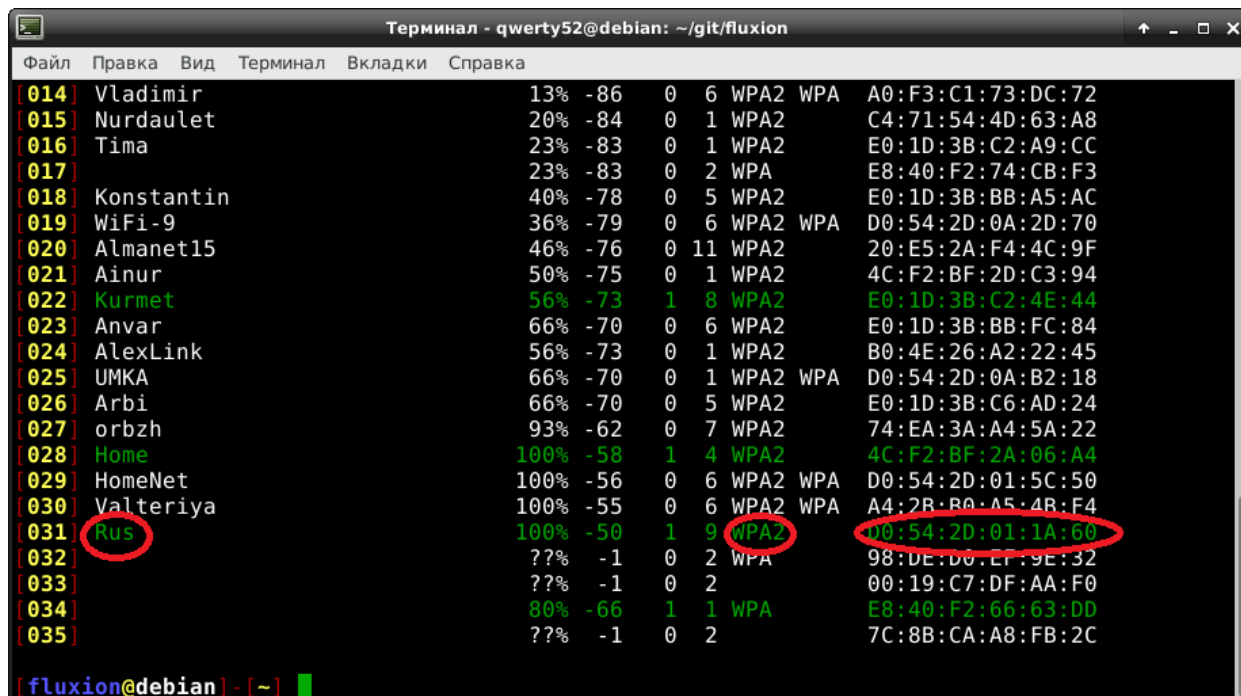 Терминал - qwerty52@debian: ~/git/fluxion
Файл Правка Вид Терминал Вкладки Справка
[014] Vladimir 13% -86 0 6 WPA2 WPA A0:F3:C1:73:DC:72
[015] Nurdaulet 20% -84 0 1 WPA2 C4:71:54:4D:63:A8
[016] Tima 23% -83 0 1 WPA2 E0:1D:3B:C2:A9:CC
[017] 23% -83 0 2 WPA E8:40:F2:74:CB:F3
[018] Konstantin 40% -78 0 5 WPA2 E0:1D:3B:BB:A5:AC
[019] WiFi-9 36% -79 0 6 WPA2 WPA D0:54:2D:0A:2D:70
[020] Almanet15 46% -76 0 11 WPA2 20:E5:2A:F4:4C:9F
[021] Ainur 50% -75 0 1 WPA2 4C:F2:BF:2D:C3:94
[022] Kurmet 56% -73 1 8 WPA2 E0:1D:3B:C2:4E:44
[023] Anvar 66% -70 0 6 WPA2 E0:1D:3B:BB:FC:84
[024] AlexLink 56% -73 0 1 WPA2 B0:4E:26:A2:22:45
[025] UMKA 66% -70 0 1 WPA2 WPA D0:54:2D:0A:B2:18
[026] Arbi 66% -70 0 5 WPA2 E0:1D:3B:C6:AD:24
[027] orbzh 93% -62 0 7 WPA2 74:EA:3A:A4:5A:22
[028] Home 100% -58 1 4 WPA2 4C:F2:BF:2A:06:A4
[029] HomeNet 100% -56 0 6 WPA2 WPA D0:54:2D:01:5C:50
[030] Valteriya 100% -55 0 6 WPA2 WPA A4:2B:B0:A5:4B:F4
[031] Rus 100% -50 1 9 WPA2 D0:54:2D:01:1A:60
[032] ??% -1 0 2 WPA 98:DE:D0:EF:9E:32
[033] ??% -1 0 2 00:19:C7:DF:AA:F0
[034] 80% -66 1 1 WPA E8:40:F2:66:63:DD
[035] ??% -1 0 2 7C:8B:CA:A8:FB:2C
[fluxion@debian]-[~]